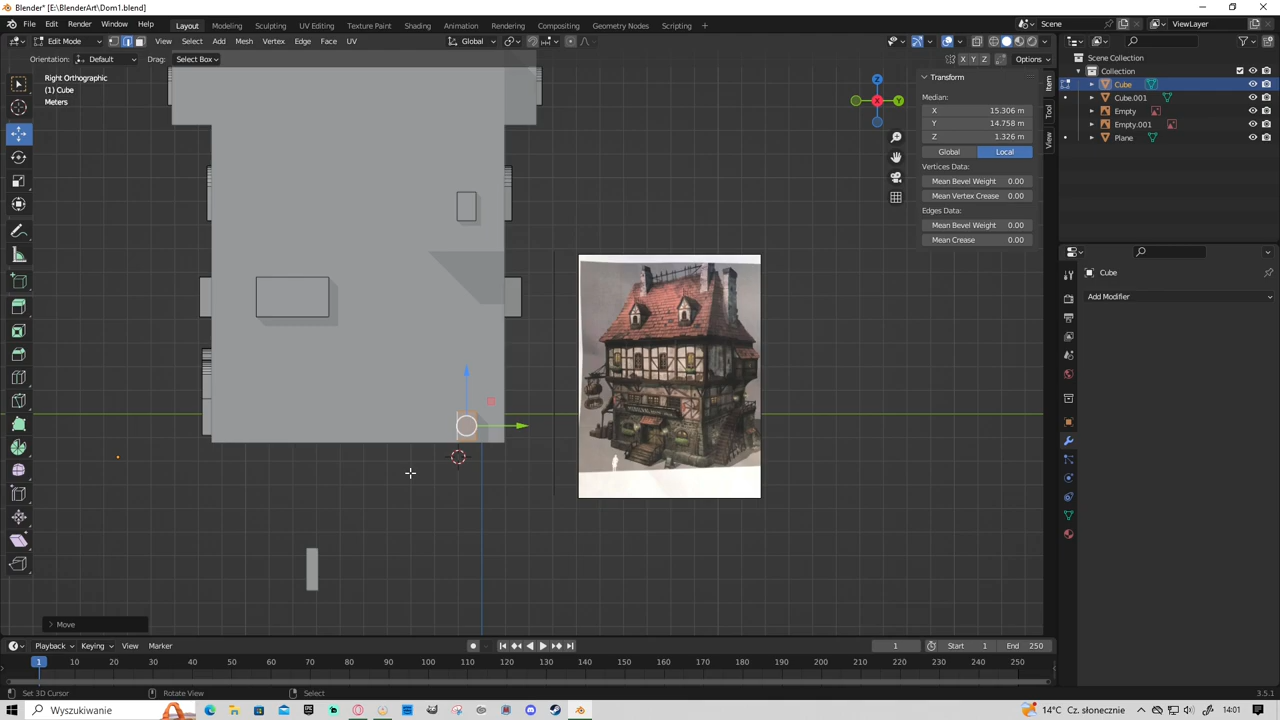 Blender* [E:\BlenderArt\Dom1.blend]
File Edit Render Window Help Layout Modeling Sculpting UV Editing Texture Paint Shading Animation Rendering Compositing Geometry Nodes Scripting + Scene ViewLayer
Edit Mode View Select Add Mesh Vertex Edge Face UV Global
Orientation: Default Drag: Select Box X Y Z Options
Right Orthographic
(1) Cube
Meters
Z
X
Y
Transform
Median:
X 15.306 m
Y 14.758 m
Z 1.326 m
Global Local
Vertices Data:
Mean Bevel Weight 0.00
Mean Vertex Crease 0.00
Edges Data:
Mean Bevel Weight 0.00
Mean Crease 0.00
Item
Tool
View
Scene Collection
Collection
Cube
Cube.001
Empty
Empty.001
Plane
Cube
Add Modifier
Move
Playback Keying View Marker 1 Start 1 End 250
1 10 20 30 40 50 60 70 80 90 100 110 120 130 140 150 160 170 180 190 200 210 220 230 240 250
Set 3D Cursor Rotate View Select 3.5.1
Wyszukiwanie 14°C Cz. słonecznie 14:01